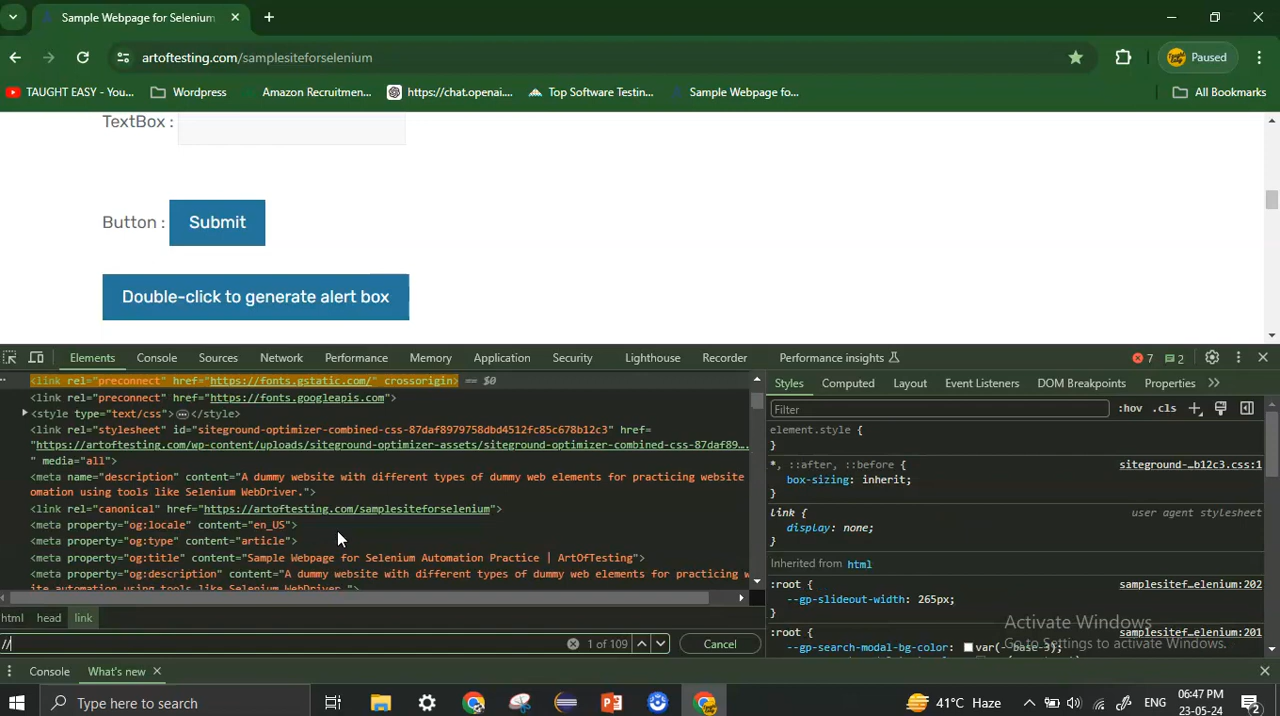 Sample Webpage for Selenium
artoftesting.com/samplesiteforselenium
Paused
TAUGHT EASY - You...
Wordpress
Amazon Recruitmen...
https://chat.openai....
Top Software Testin...
Sample Webpage fo...
All Bookmarks
TextBox :
Button : Submit
Double-click to generate alert box
Elements Console Sources Network Performance Memory Application Security Lighthouse Recorder Performance insights 7 2
<link rel="preconnect" href="https://fonts.gstatic.com/" crossorigin> == $0
<link rel="preconnect" href="https://fonts.googleapis.com">
<style type="text/css">…</style>
<link rel="stylesheet" id="siteground-optimizer-combined-css-87daf8979758dbd4512fc85c678b12c3" href=
"https://artoftesting.com/wp-content/uploads/siteground-optimizer-assets/siteground-optimizer-combined-css-87daf89…
" media="all">
<meta name="description" content="A dummy website with different types of dummy web elements for practicing website
omation using tools like Selenium WebDriver.">
<link rel="canonical" href="https://artoftesting.com/samplesiteforselenium">
<meta property="og:locale" content="en_US">
<meta property="og:type" content="article">
<meta property="og:title" content="Sample Webpage for Selenium Automation Practice | ArtOFTesting">
<meta property="og:description" content="A dummy website with different types of dummy web elements for practicing w
ite automation using tools like Selenium WebDriver.">
html head link
// 1 of 109 Cancel
Styles Computed Layout Event Listeners DOM Breakpoints Properties
Filter :hov .cls
element.style {
}
*, ::after, ::before { siteground-…b12c3.css:1
box-sizing: inherit;
}
link { user agent stylesheet
display: none;
}
Inherited from html
:root { samplesitef…elenium:202
--gp-slideout-width: 265px;
}
:root { samplesitef…elenium:201
--gp-search-modal-bg-color: var(--base-3);
Activate Windows
Go to Settings to activate Windows.
Console What's new
Type here to search
41°C Haze
ENG
06:47 PM
23-05-24
2